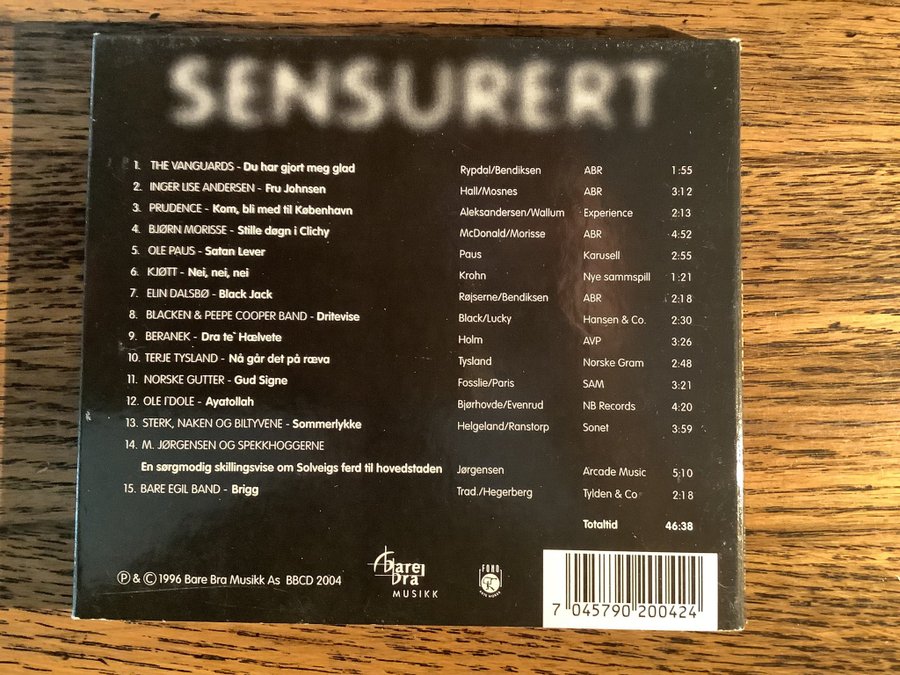 SENSURERT
1. THE VANGUARDS - Du har gjort meg glad Rypdal/Bendiksen ABR 1:55
2. INGER LISE ANDERSEN - Fru Johnsen Hall/Mosnes ABR 3:12
3. PRUDENCE - Kom, bli med til København Aleksandersen/Wallum Experience 2:13
4. BJØRN MORISSE - Stille døgn i Clichy McDonald/Morisse ABR 4:52
5. OLE PAUS - Satan Lever Paus Karusell 2:55
6. KJØTT - Nei, nei, nei Krohn Nye sammspill 1:21
7. ELIN DALSBØ - Black Jack Røjserne/Bendiksen ABR 2:18
8. BLACKEN & PEEPE COOPER BAND - Dritevise Black/Lucky Hansen & Co. 2:30
9. BERANEK - Dra te` Hælvete Holm AVP 3:26
10. TERJE TYSLAND - Nå går det på ræva Tysland Norske Gram 2:48
11. NORSKE GUTTER - Gud Signe Fosslie/Paris SAM 3:21
12. OLE I'DOLE - Ayatollah Bjørhovde/Evenrud NB Records 4:20
13. STERK, NAKEN OG BILTYVENE - Sommerlykke Helgeland/Ranstorp Sonet 3:59
14. M. JØRGENSEN OG SPEKKHOGGERNE
En sørgmodig skillingsvise om Solveigs ferd til hovedstaden Jørgensen Arcade Music 5:10
15. BARE EGIL BAND - Brigg Trad./Hegerberg Tylden & Co 2:18
Totaltid 46:38
℗ & © 1996 Bare Bra Musikk As BBCD 2004
Bare Bra
MUSIKK
FONO
7 045790 200424